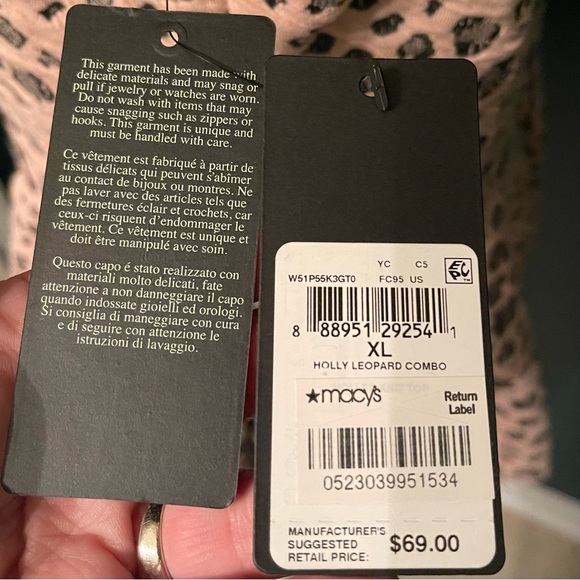 This garment has been made with
delicate materials and may snag or
pull if jewelry or watches are worn.
Do not wash with items that may
cause snagging such as zippers or
hooks. This garment is unique and
must be handled with care.
Ce vêtement est fabriqué à partir de
tissus délicats qui peuvent s'abîmer
au contact de bijoux ou montres. Ne
pas laver avec des articles tels que
des fermetures éclair et crochets, car
ceux-ci risquent d'endommager le
vêtement. Ce vêtement est unique et
doit être manipulé avec soin.
Questo capo é stato realizzato con
materiali molto delicati, fate
attenzione a non danneggiare il capo
quando indossate gioielli ed orologi.
Si consiglia di maneggiare con cura
e di seguire con attenzione le
istruzioni di lavaggio.
YC C5
W51P55K3GT0 FC95 US
8 88951 29254 1
XL
HOLLY LEOPARD COMBO
★macy's Return
Label
0523039951534
MANUFACTURER'S
SUGGESTED
RETAIL PRICE: $69.00